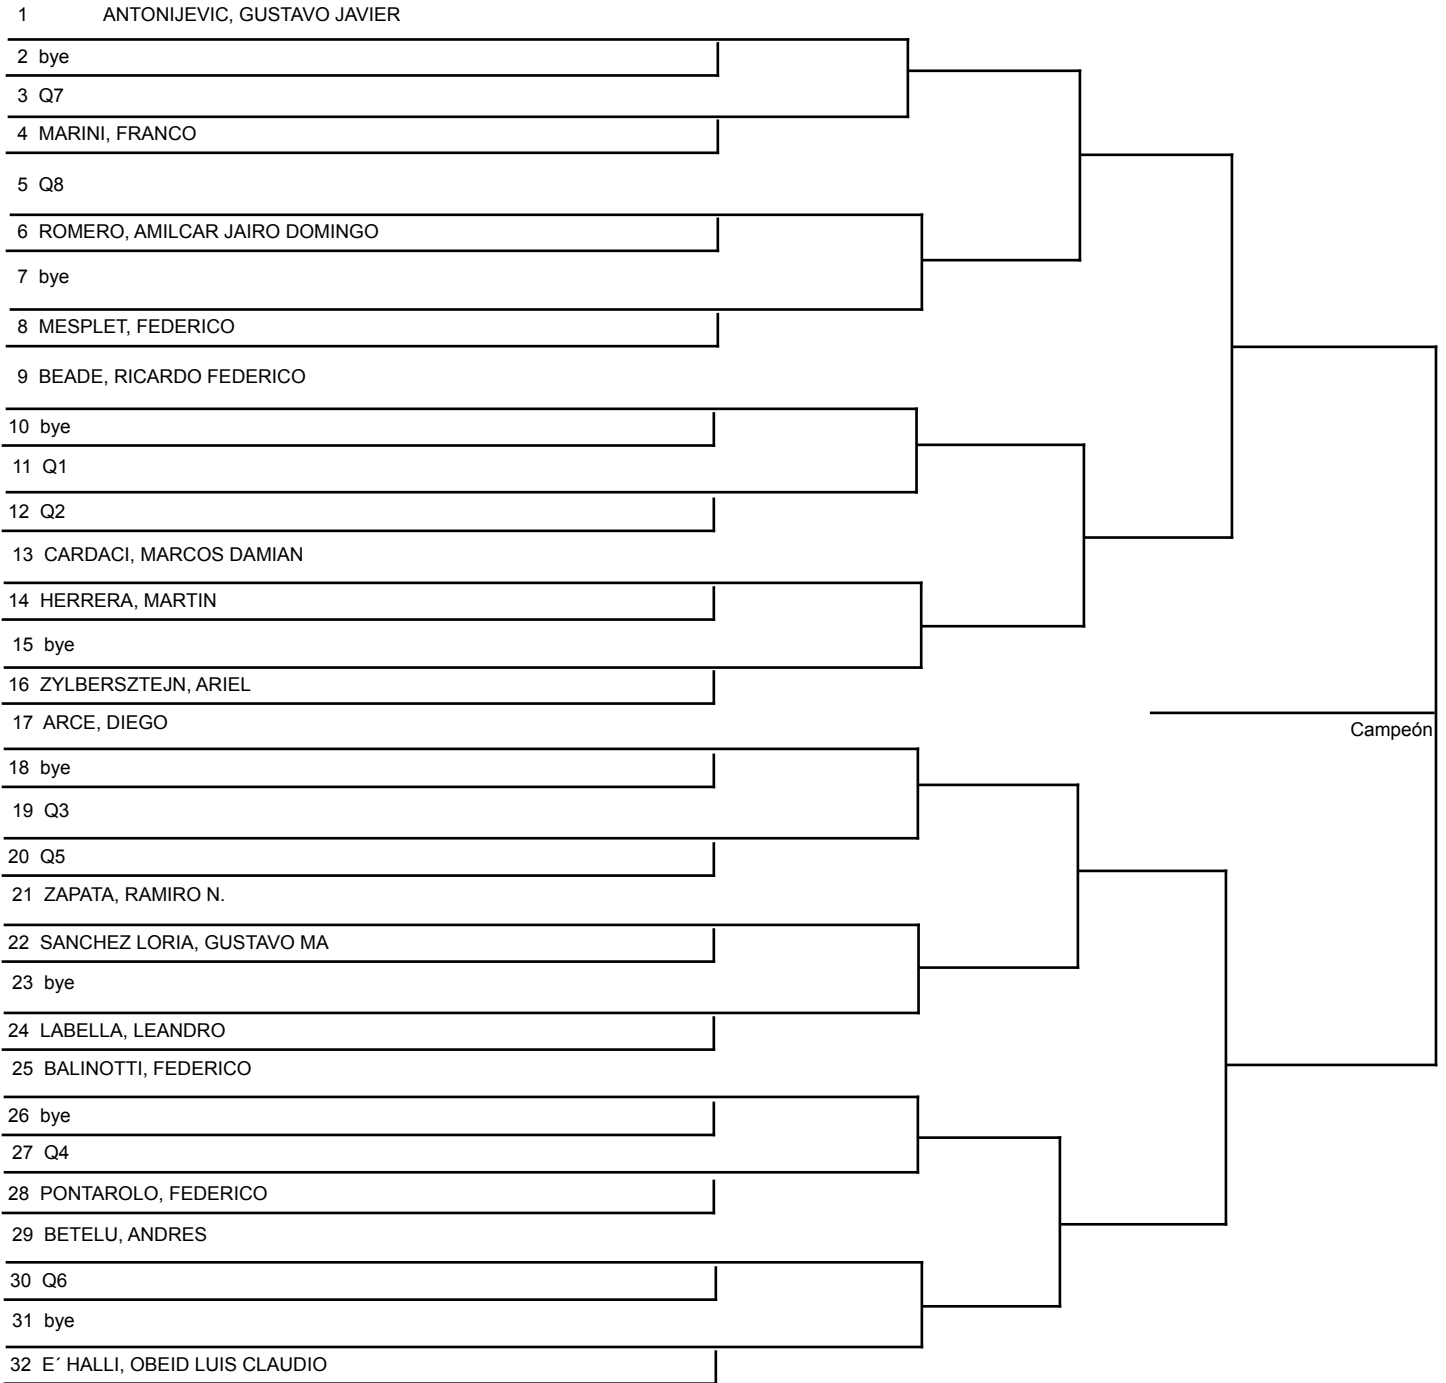 1 ANTONIJEVIC, GUSTAVO JAVIER
2 bye
3 Q7
4 MARINI, FRANCO
5 Q8
6 ROMERO, AMILCAR JAIRO DOMINGO
7 bye
8 MESPLET, FEDERICO
9 BEADE, RICARDO FEDERICO
10 bye
11 Q1
12 Q2
13 CARDACI, MARCOS DAMIAN
14 HERRERA, MARTIN
15 bye
16 ZYLBERSZTEJN, ARIEL
17 ARCE, DIEGO
Campeón
18 bye
19 Q3
20 Q5
21 ZAPATA, RAMIRO N.
22 SANCHEZ LORIA, GUSTAVO MA
23 bye
24 LABELLA, LEANDRO
25 BALINOTTI, FEDERICO
26 bye
27 Q4
28 PONTAROLO, FEDERICO
29 BETELU, ANDRES
30 Q6
31 bye
32 E´ HALLI, OBEID LUIS CLAUDIO